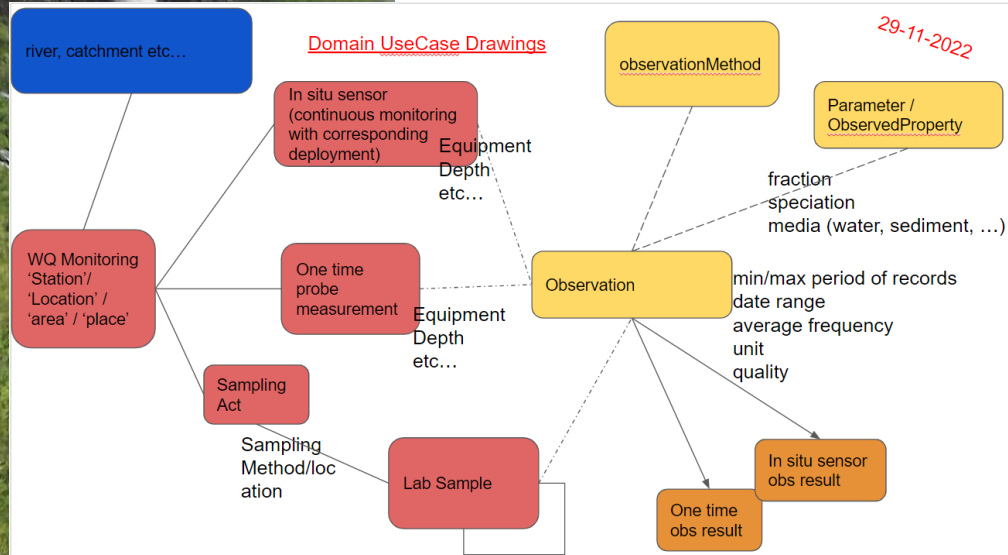 Domain UseCase Drawings
29-11-2022
river, catchment etc…
In situ sensor
(continuous monitoring
with corresponding
deployment)
Equipment
Depth
etc…
observationMethod
Parameter /
ObservedProperty
fraction
speciation
media (water, sediment, …)
WQ Monitoring
‘Station’/
‘Location’ /
‘area’ / ‘place’
One time
probe
measurement
Equipment
Depth
etc…
Observation
min/max period of records
date range
average frequency
unit
quality
Sampling
Act
Sampling
Method/loc
ation
Lab Sample
In situ sensor
obs result
One time
obs result